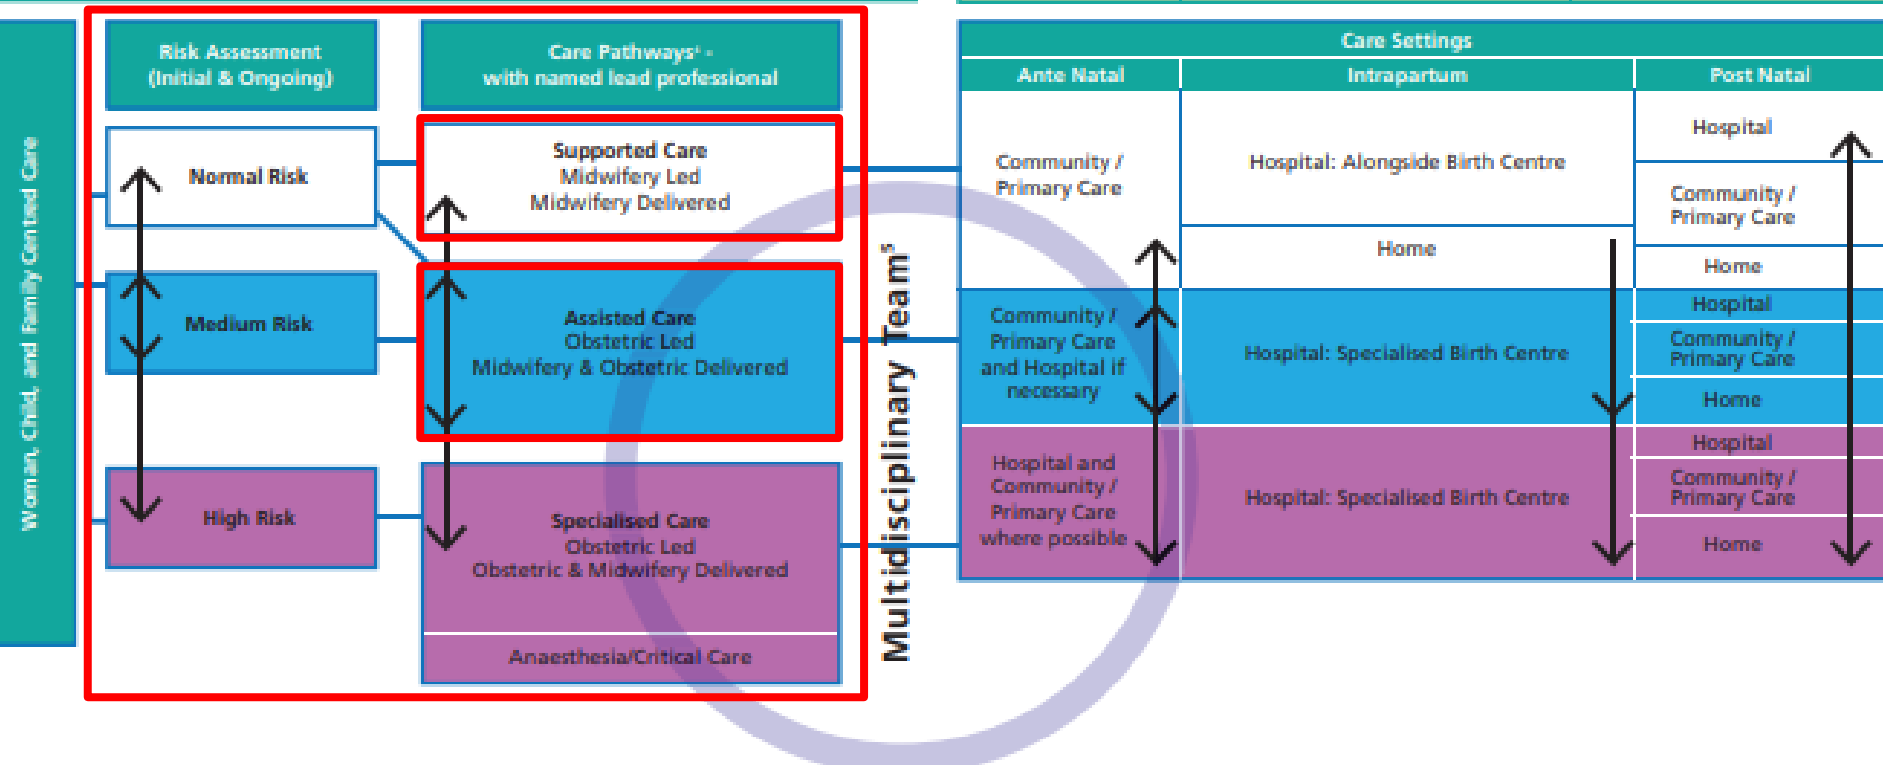 Woman, Child, and Family Centred Care
Risk Assessment
(Initial & Ongoing)
Normal Risk
Medium Risk
High Risk
Care Pathways¹ -
with named lead professional
Supported Care
Midwifery Led
Midwifery Delivered
Assisted Care
Obstetric Led
Midwifery & Obstetric Delivered
Specialised Care
Obstetric Led
Obstetric & Midwifery Delivered
Anaesthesia/Critical Care
Multidisciplinary Team⁵
Care Settings
Ante Natal
Intrapartum
Post Natal
Community /
Primary Care
Hospital: Alongside Birth Centre
Home
Hospital
Community /
Primary Care
Home
Community /
Primary Care
and Hospital if
necessary
Hospital: Specialised Birth Centre
Hospital
Community /
Primary Care
Home
Hospital and
Community /
Primary Care
where possible
Hospital: Specialised Birth Centre
Hospital
Community /
Primary Care
Home